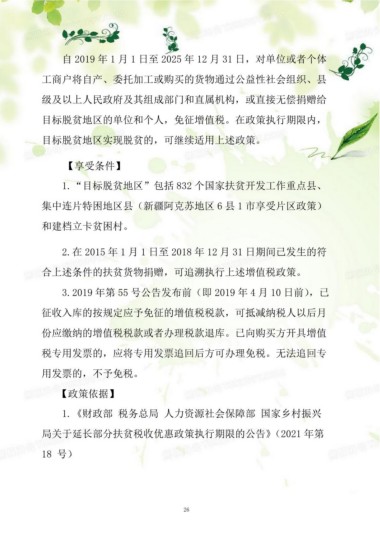 自 2019 年 1 月 1 日至 2025 年 12 月 31 日，对单位或者个体
工商户将自产、委托加工或购买的货物通过公益性社会组织、县
级及以上人民政府及其组成部门和直属机构，或直接无偿捐赠给
目标脱贫地区的单位和个人，免征增值税。在政策执行期限内，
目标脱贫地区实现脱贫的，可继续适用上述政策。
【享受条件】
1.“目标脱贫地区”包括 832 个国家扶贫开发工作重点县、
集中连片特困地区县（新疆阿克苏地区 6 县 1 市享受片区政策）
和建档立卡贫困村。
2.在 2015 年 1 月 1 日至 2018 年 12 月 31 日期间已发生的符
合上述条件的扶贫货物捐赠，可追溯执行上述增值税政策。
3.2019 年第 55 号公告发布前（即 2019 年 4 月 10 日前），已
征收入库的按规定应予免征的增值税税款，可抵减纳税人以后月
份应缴纳的增值税税款或者办理税款退库。已向购买方开具增值
税专用发票的，应将专用发票追回后方可办理免税。无法追回专
用发票的，不予免税。
【政策依据】
1.《财政部 税务总局 人力资源社会保障部 国家乡村振兴
局关于延长部分扶贫税收优惠政策执行期限的公告》（2021 年第
18 号）
26